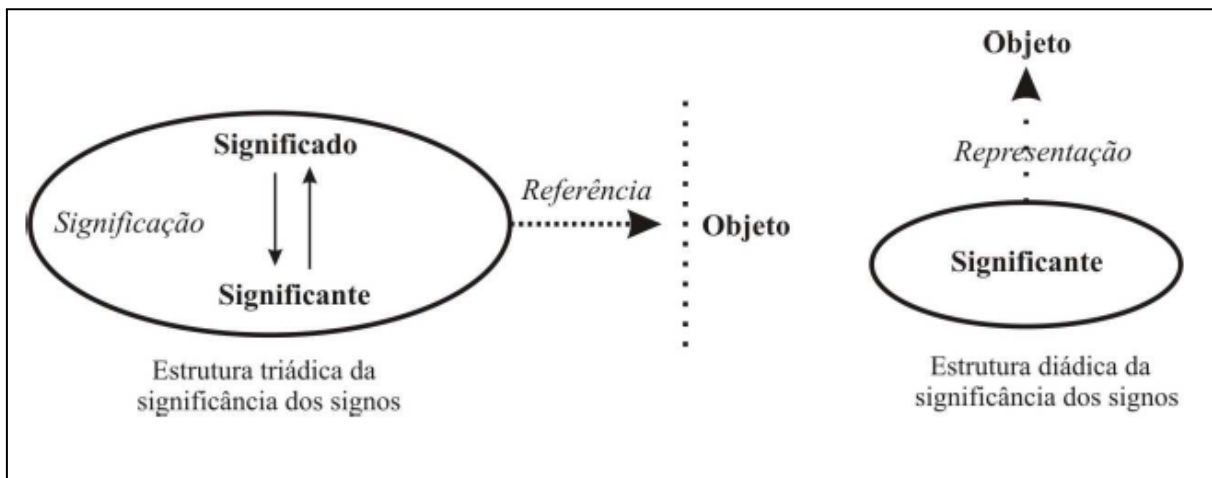 Significado
Significação
Significante
Referência
Objeto
Estrutura triádica da
significância dos signos
Objeto
Representação
Significante
Estrutura diádica da
significância dos signos